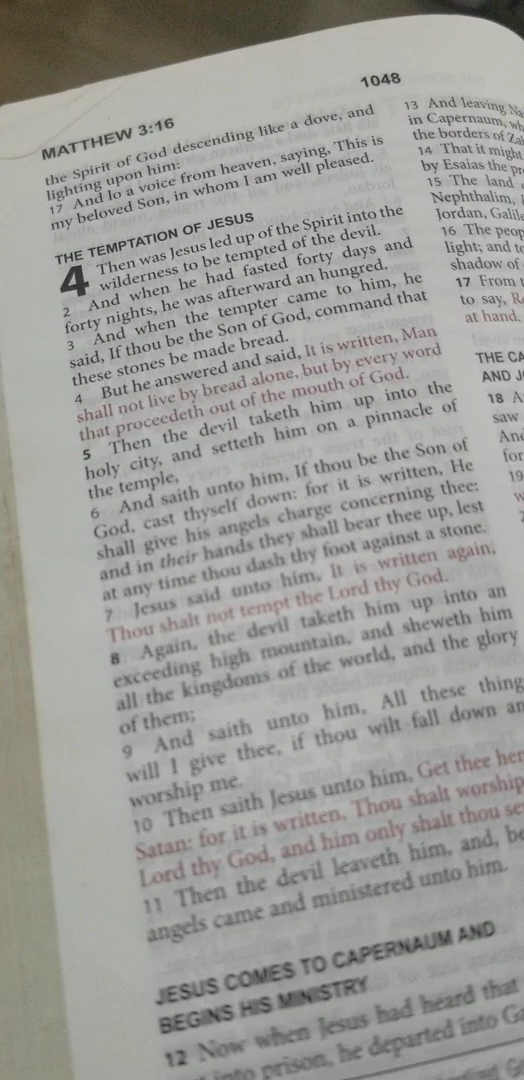 1048
MATTHEW 3:16
the Spirit of God descending like a dove, and
lighting upon him:
17 And lo a voice from heaven, saying, This is
my beloved Son, in whom I am well pleased.
THE TEMPTATION OF JESUS
4 Then was Jesus led up of the Spirit into the
wilderness to be tempted of the devil.
2 And when he had fasted forty days and
forty nights, he was afterward an hungred.
3 And when the tempter came to him, he
said, If thou be the Son of God, command that
these stones be made bread.
4 But he answered and said, It is written, Man
shall not live by bread alone, but by every word
that proceedeth out of the mouth of God.
5 Then the devil taketh him up into the
holy city, and setteth him on a pinnacle of
the temple,
6 And saith unto him, If thou be the Son of
God, cast thyself down: for it is written, He
shall give his angels charge concerning thee:
and in their hands they shall bear thee up, lest
at any time thou dash thy foot against a stone.
7 Jesus said unto him, It is written again,
Thou shalt not tempt the Lord thy God.
8 Again, the devil taketh him up into an
exceeding high mountain, and sheweth him
all the kingdoms of the world, and the glory
of them;
9 And saith unto him, All these thing
will I give thee, if thou wilt fall down an
worship me.
10 Then saith Jesus unto him, Get thee her
Satan: for it is written, Thou shalt worship
Lord thy God, and him only shalt thou se
11 Then the devil leaveth him, and, be
angels came and ministered unto him.
JESUS COMES TO CAPERNAUM AND
BEGINS HIS MINISTRY
12 Now when Jesus had heard that
into prison, he departed into Ga
13 And leaving Na
in Capernaum, wh
the borders of Zal
14 That it might
by Esaias the pr
15 The land
Nephthalim,
Jordan, Galile
16 The peop
light; and to
shadow of
17 From t
to say, Re
at hand.
THE CA
AND J
18 A
saw
And
for
19